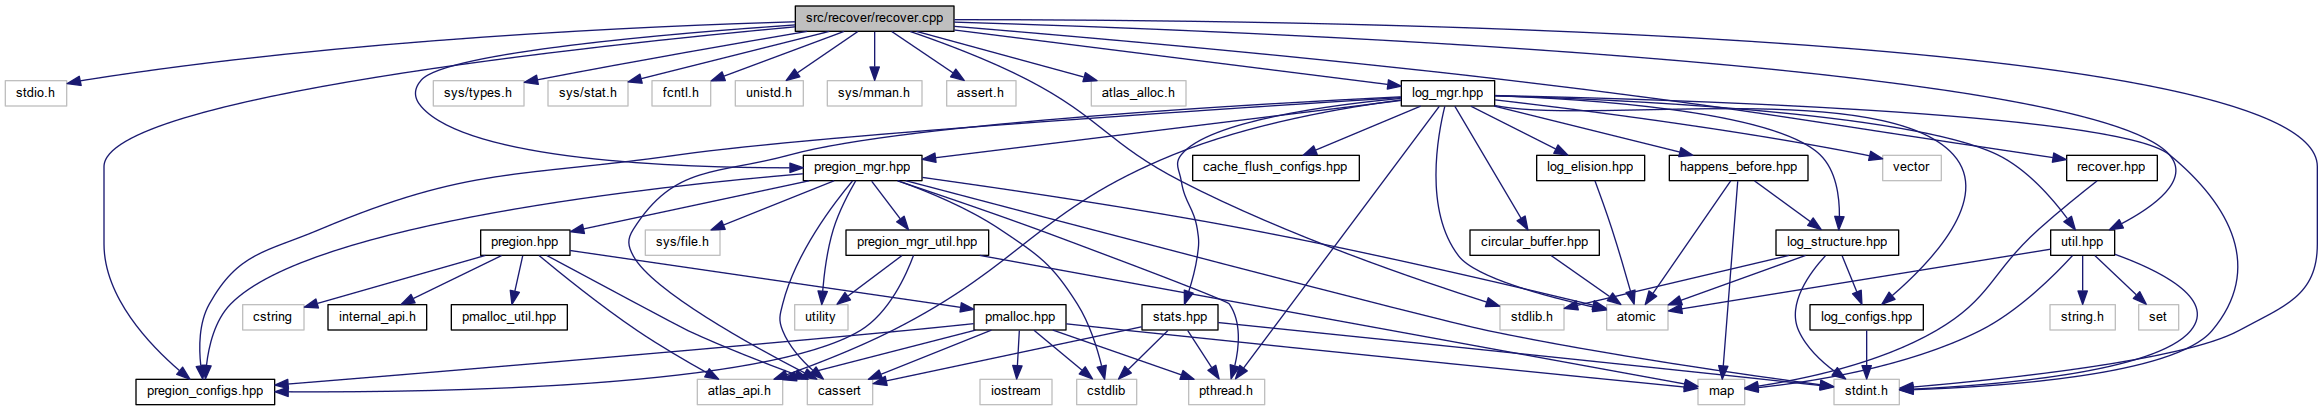 src/recover/recover.cpp
stdio.h
sys/types.h
sys/stat.h
fcntl.h
unistd.h
sys/mman.h
assert.h
atlas_alloc.h
log_mgr.hpp
pregion_mgr.hpp
cache_flush_configs.hpp
log_elision.hpp
happens_before.hpp
vector
recover.hpp
pregion.hpp
sys/file.h
pregion_mgr_util.hpp
circular_buffer.hpp
log_structure.hpp
util.hpp
cstring
internal_api.h
pmalloc_util.hpp
utility
pmalloc.hpp
stats.hpp
stdlib.h
atomic
log_configs.hpp
string.h
set
pregion_configs.hpp
atlas_api.h
cassert
iostream
cstdlib
pthread.h
map
stdint.h